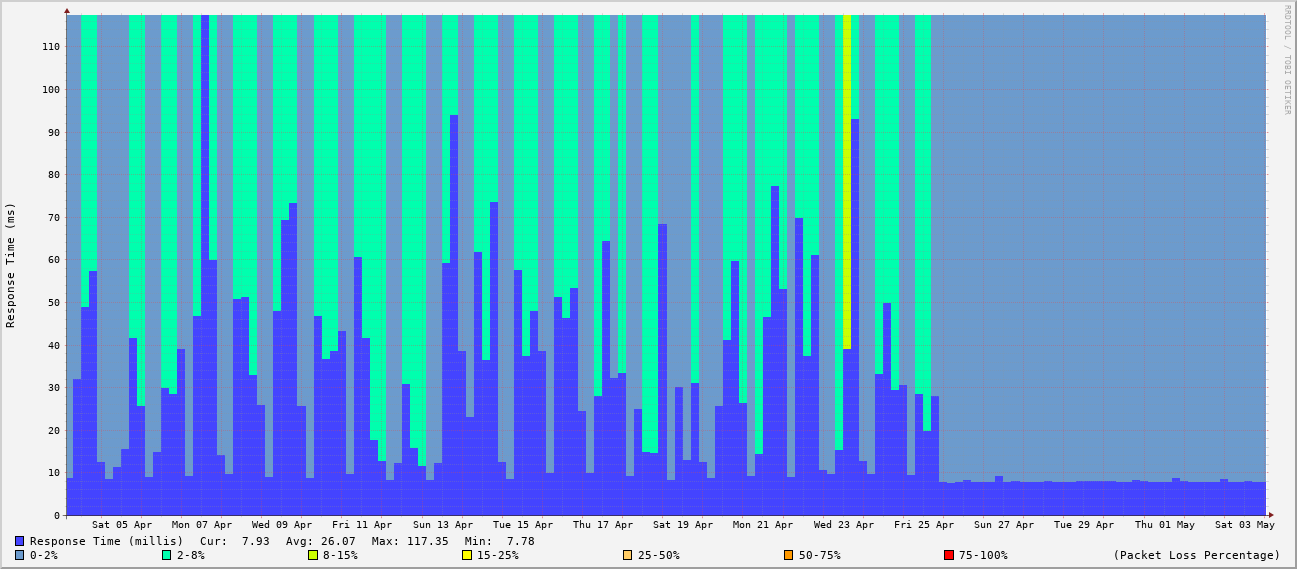 RRDTOOL / TOBI OETIKER
Response Time (ms)
110
100
90
80
70
60
50
40
30
20
10
0
Sat 05 Apr Mon 07 Apr Wed 09 Apr Fri 11 Apr Sun 13 Apr Tue 15 Apr Thu 17 Apr Sat 19 Apr Mon 21 Apr Wed 23 Apr Fri 25 Apr Sun 27 Apr Tue 29 Apr Thu 01 May Sat 03 May
Response Time (millis) Cur: 7.93 Avg: 26.07 Max: 117.35 Min: 7.78
0-2% 2-8% 8-15% 15-25% 25-50% 50-75% 75-100% (Packet Loss Percentage)